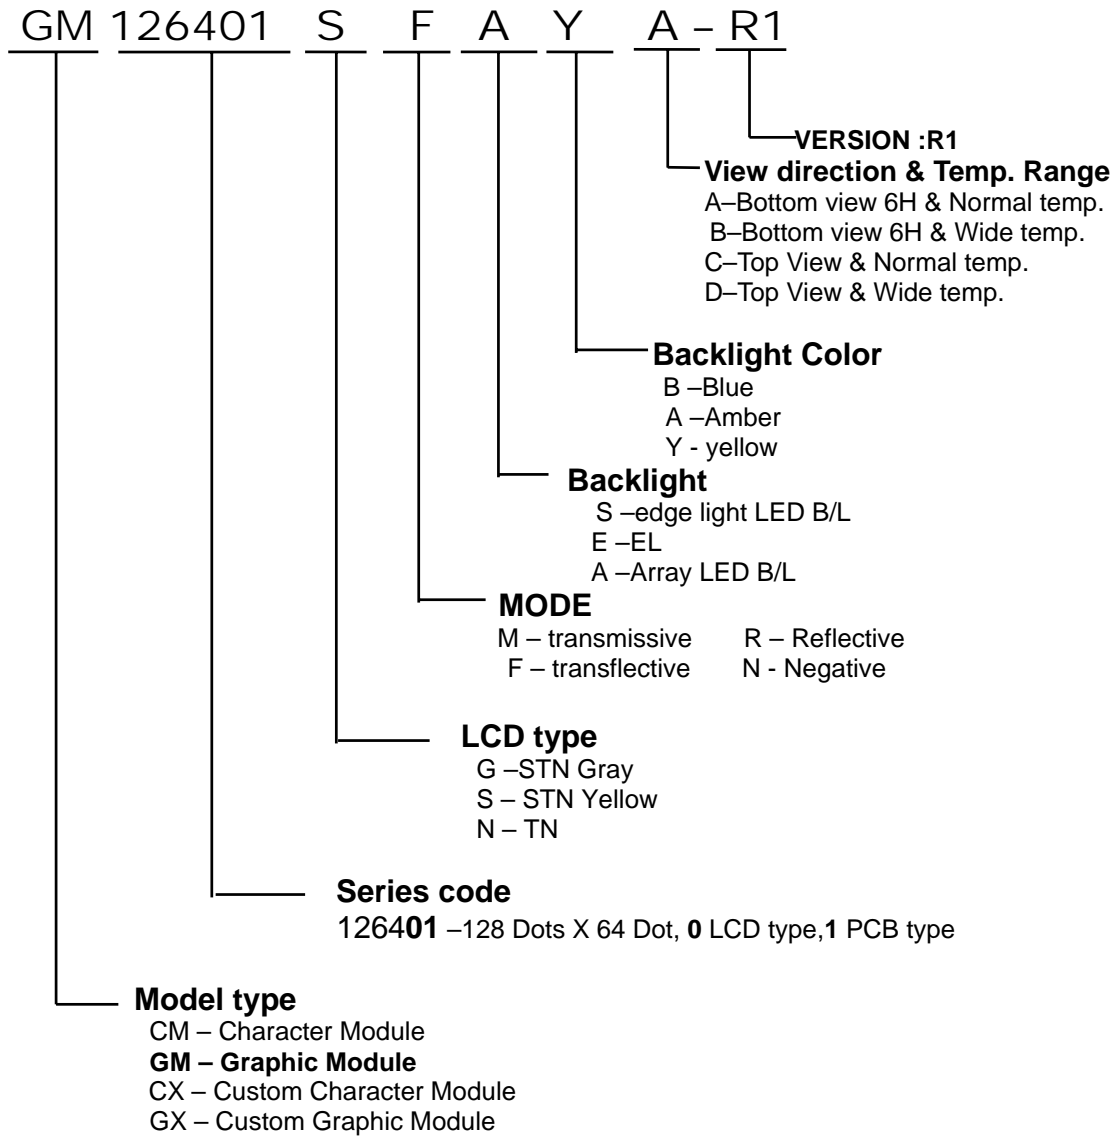 GM 126401 S F A Y A – R1
VERSION :R1
View direction & Temp. Range
A–Bottom view 6H & Normal temp.
B–Bottom view 6H & Wide temp.
C–Top View & Normal temp.
D–Top View & Wide temp.
Backlight Color
B –Blue
A –Amber
Y - yellow
Backlight
S –edge light LED B/L
E –EL
A –Array LED B/L
MODE
M – transmissive R – Reflective
F – transflective N - Negative
LCD type
G –STN Gray
S – STN Yellow
N – TN
Series code
126401 –128 Dots X 64 Dot, 0 LCD type,1 PCB type
Model type
CM – Character Module
GM – Graphic Module
CX – Custom Character Module
GX – Custom Graphic Module